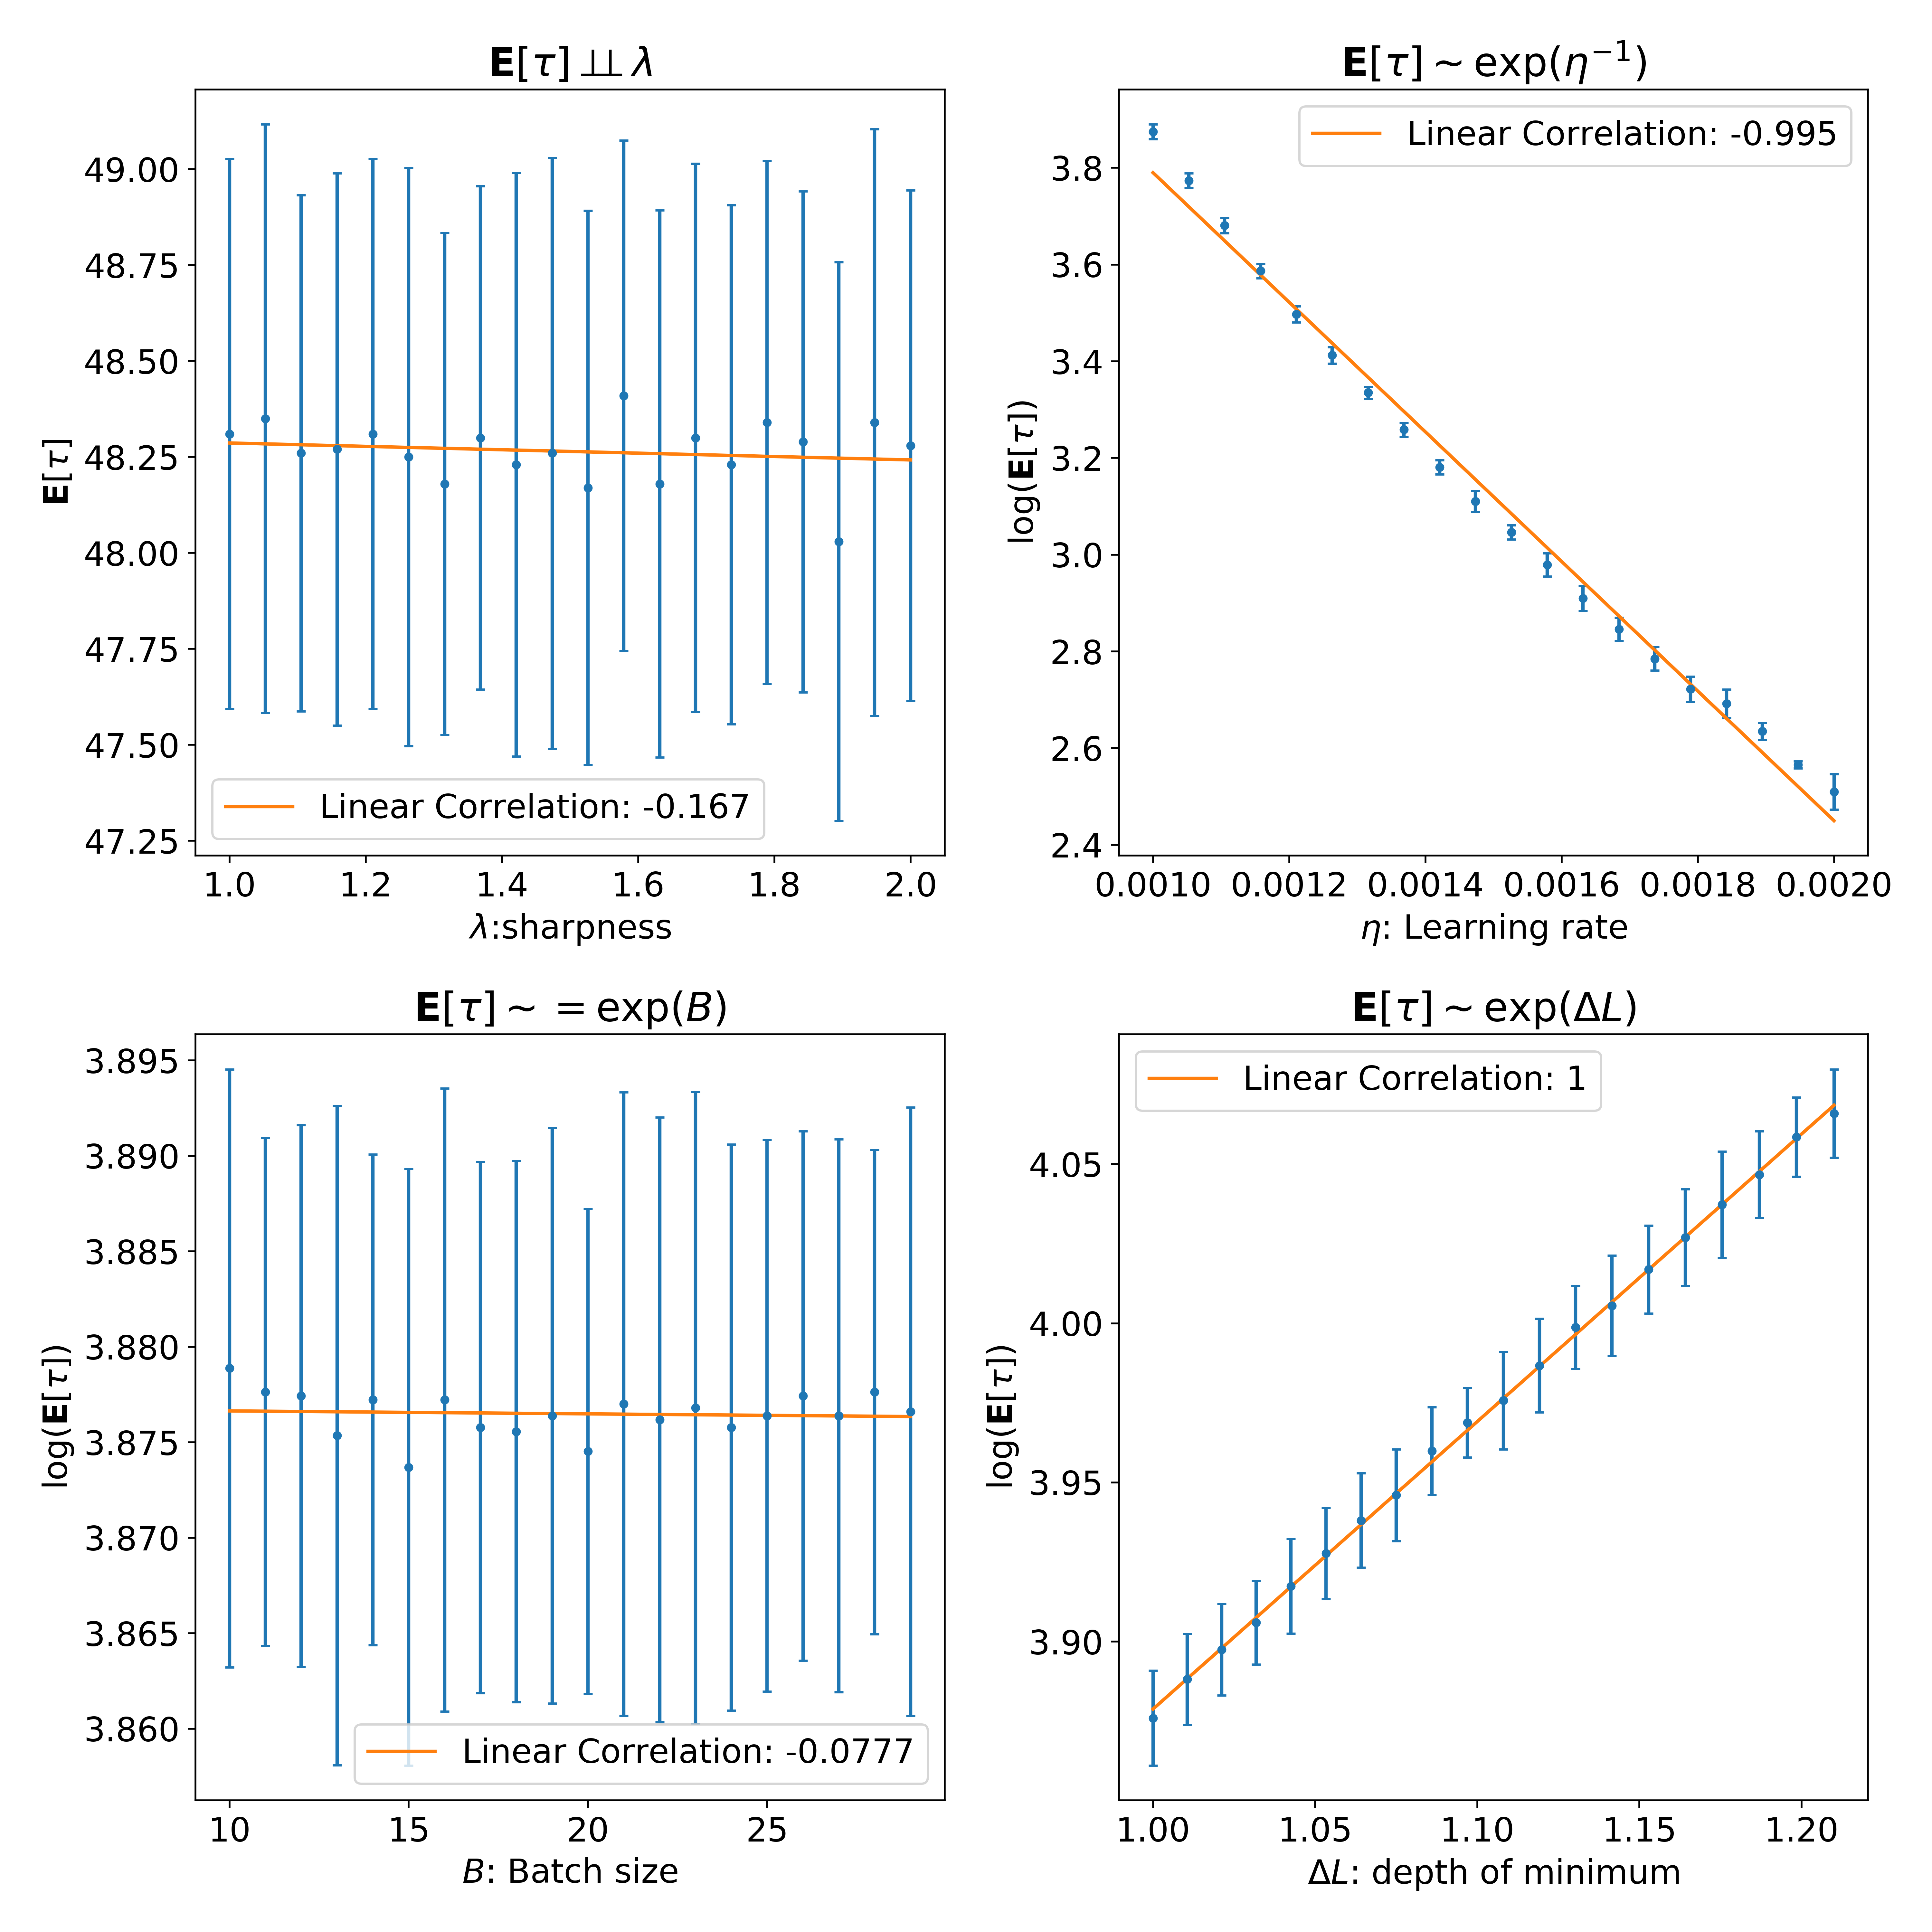 E[τ] ⊥⊥ λ
49.00
48.75
48.50
48.25
48.00
47.75
47.50
47.25
E[τ]
Linear Correlation: -0.167
1.0 1.2 1.4 1.6 1.8 2.0
λ:sharpness
E[τ] ~ exp(η⁻¹)
Linear Correlation: -0.995
3.8
3.6
3.4
3.2
3.0
2.8
2.6
2.4
log(E[τ])
0.0010 0.0012 0.0014 0.0016 0.0018 0.0020
η: Learning rate
E[τ] ~ = exp(B)
3.895
3.890
3.885
3.880
3.875
3.870
3.865
3.860
log(E[τ])
Linear Correlation: -0.0777
10 15 20 25
B: Batch size
E[τ] ~ exp(ΔL)
Linear Correlation: 1
4.05
4.00
3.95
3.90
log(E[τ])
1.00 1.05 1.10 1.15 1.20
ΔL: depth of minimum